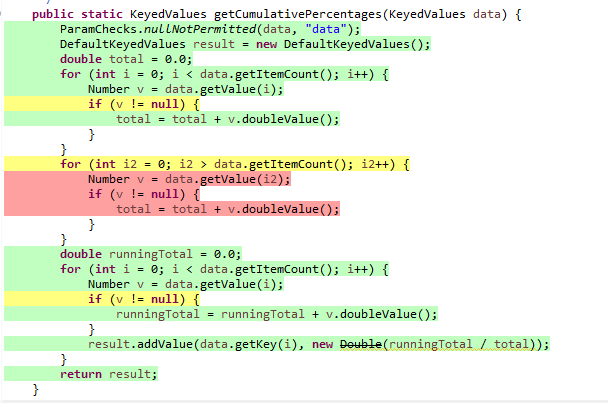 public static KeyedValues getCumulativePercentages(KeyedValues data) {
ParamChecks.nullNotPermitted(data, "data");
DefaultKeyedValues result = new DefaultKeyedValues();
double total = 0.0;
for (int i = 0; i < data.getItemCount(); i++) {
Number v = data.getValue(i);
if (v != null) {
total = total + v.doubleValue();
}
}
for (int i2 = 0; i2 > data.getItemCount(); i2++) {
Number v = data.getValue(i2);
if (v != null) {
total = total + v.doubleValue();
}
}
double runningTotal = 0.0;
for (int i = 0; i < data.getItemCount(); i++) {
Number v = data.getValue(i);
if (v != null) {
runningTotal = runningTotal + v.doubleValue();
}
result.addValue(data.getKey(i), new Double(runningTotal / total));
}
return result;
}